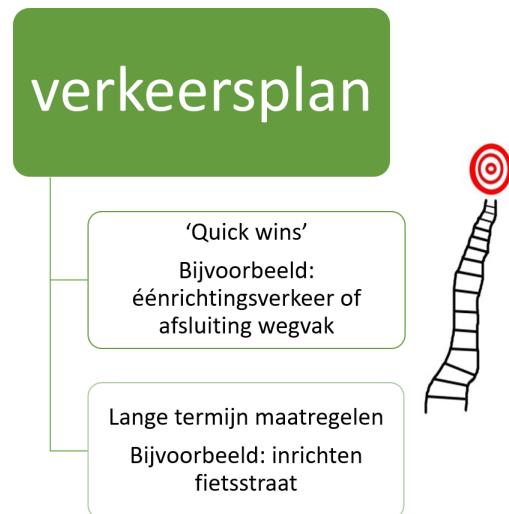 verkeersplan
‘Quick wins’
Bijvoorbeeld:
éénrichtingsverkeer of
afsluiting wegvak
Lange termijn maatregelen
Bijvoorbeeld: inrichten
fietsstraat